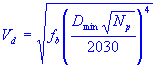 V_d = √(f_b (D_min √(N_p) / 2030)^4)